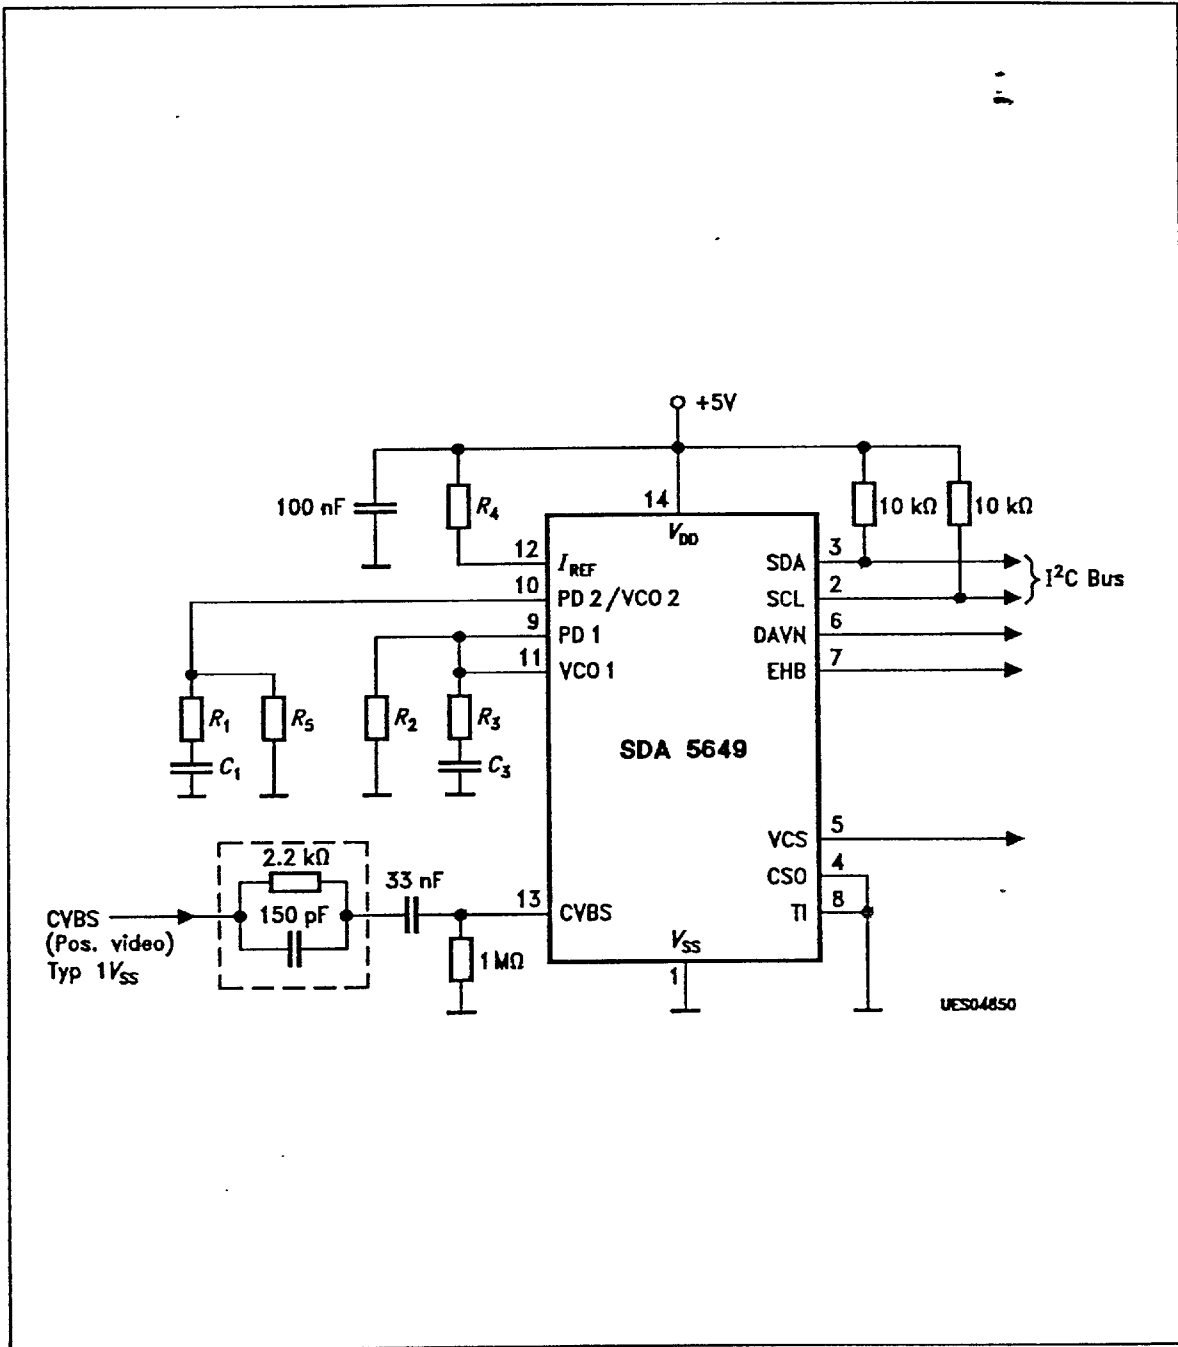 +5V
100 nF
R4
14
10 kΩ
10 kΩ
VDD
12
IREF
3
SDA
I²C Bus
10
PD 2/VCO 2
2
SCL
9
PD 1
6
DAVN
11
VCO 1
7
EHB
R1
R5
R2
R3
C1
C3
SDA 5649
5
VCS
2.2 kΩ
33 nF
4
CSO
150 pF
13
CVBS
8
TI
CVBS
(Pos. video)
Typ 1VSS
1 MΩ
VSS
1
UES04850